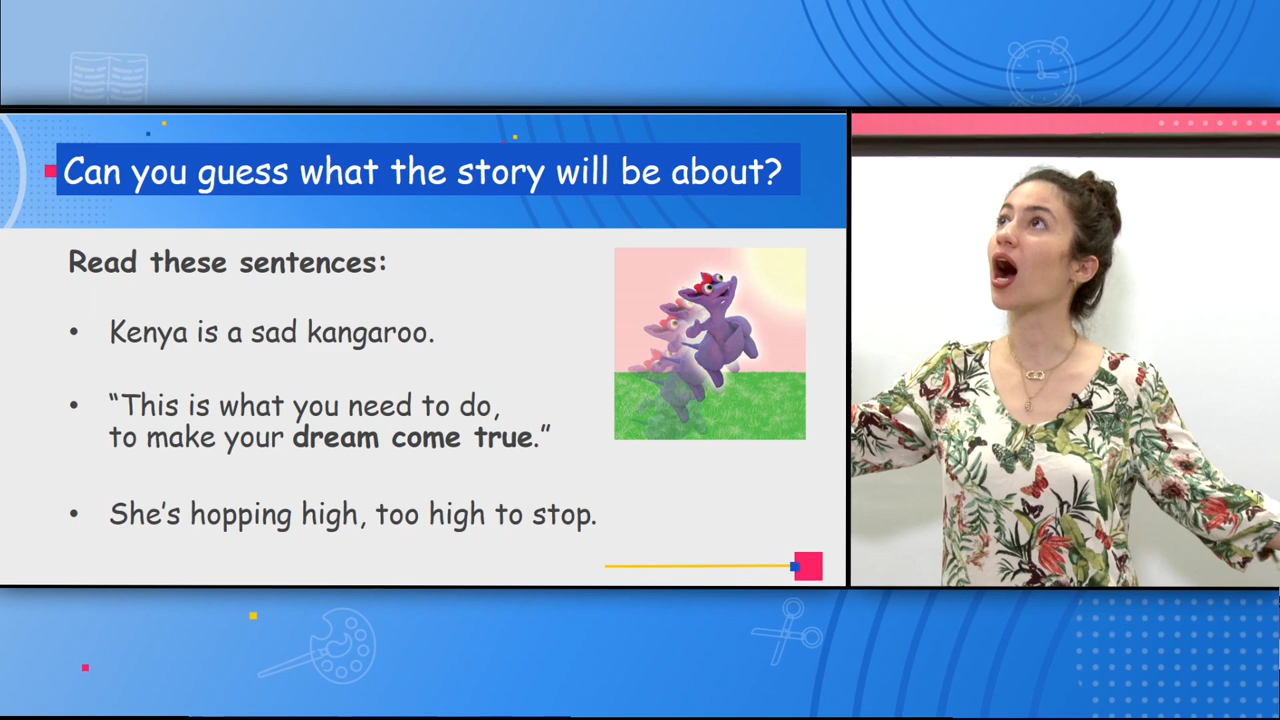 Can you guess what the story will be about?
Read these sentences:
• Kenya is a sad kangaroo.
• “This is what you need to do,
to make your dream come true.”
• She’s hopping high, too high to stop.